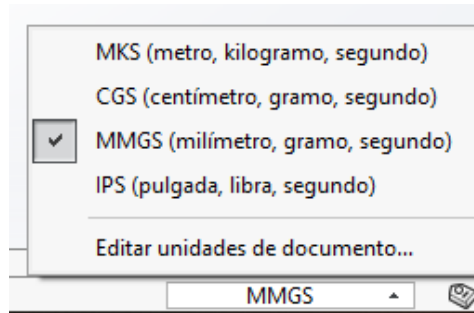 MKS (metro, kilogramo, segundo)
CGS (centímetro, gramo, segundo)
MMGS (milímetro, gramo, segundo)
IPS (pulgada, libra, segundo)
Editar unidades de documento...
MMGS